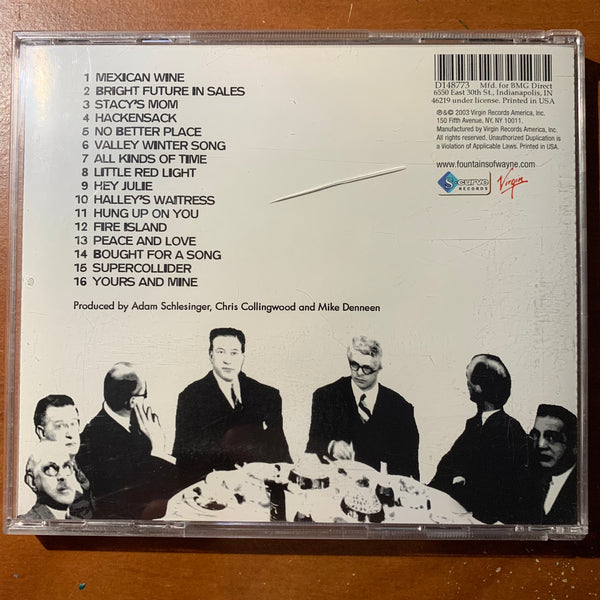 1 MEXICAN WINE
2 BRIGHT FUTURE IN SALES
3 STACY'S MOM
4 HACKENSACK
5 NO BETTER PLACE
6 VALLEY WINTER SONG
7 ALL KINDS OF TIME
8 LITTLE RED LIGHT
9 HEY JULIE
10 HALLEY'S WAITRESS
11 HUNG UP ON YOU
12 FIRE ISLAND
13 PEACE AND LOVE
14 BOUGHT FOR A SONG
15 SUPERCOLLIDER
16 YOURS AND MINE
Produced by Adam Schlesinger, Chris Collingwood and Mike Denneen
D148773 Mfd. for BMG Direct
6550 East 30th St., Indianapolis, IN
46219 under license. Printed in USA
℗&© 2003 Virgin Records America, Inc.
150 Fifth Avenue, NY, NY 10011.
Manufactured by Virgin Records America, Inc.
All Rights Reserved. Unauthorized Duplication is
a Violation of Applicable Laws. Printed in USA.
www.fountainsofwayne.com
S-curve
RECORDS
Virgin